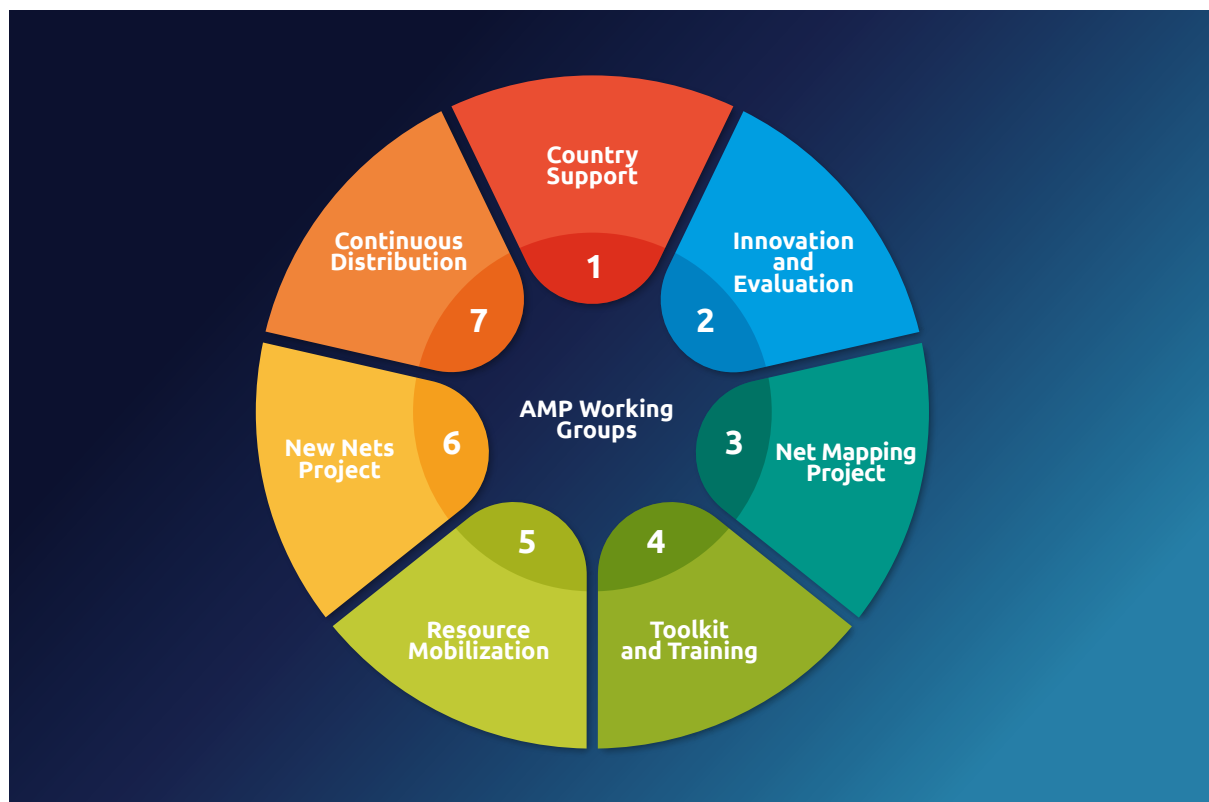 Country
Support
1
Innovation
and
Evaluation
2
Net Mapping
Project
3
Toolkit
and Training
4
Resource
Mobilization
5
New Nets
Project
6
Continuous
Distribution
7
AMP Working
Groups